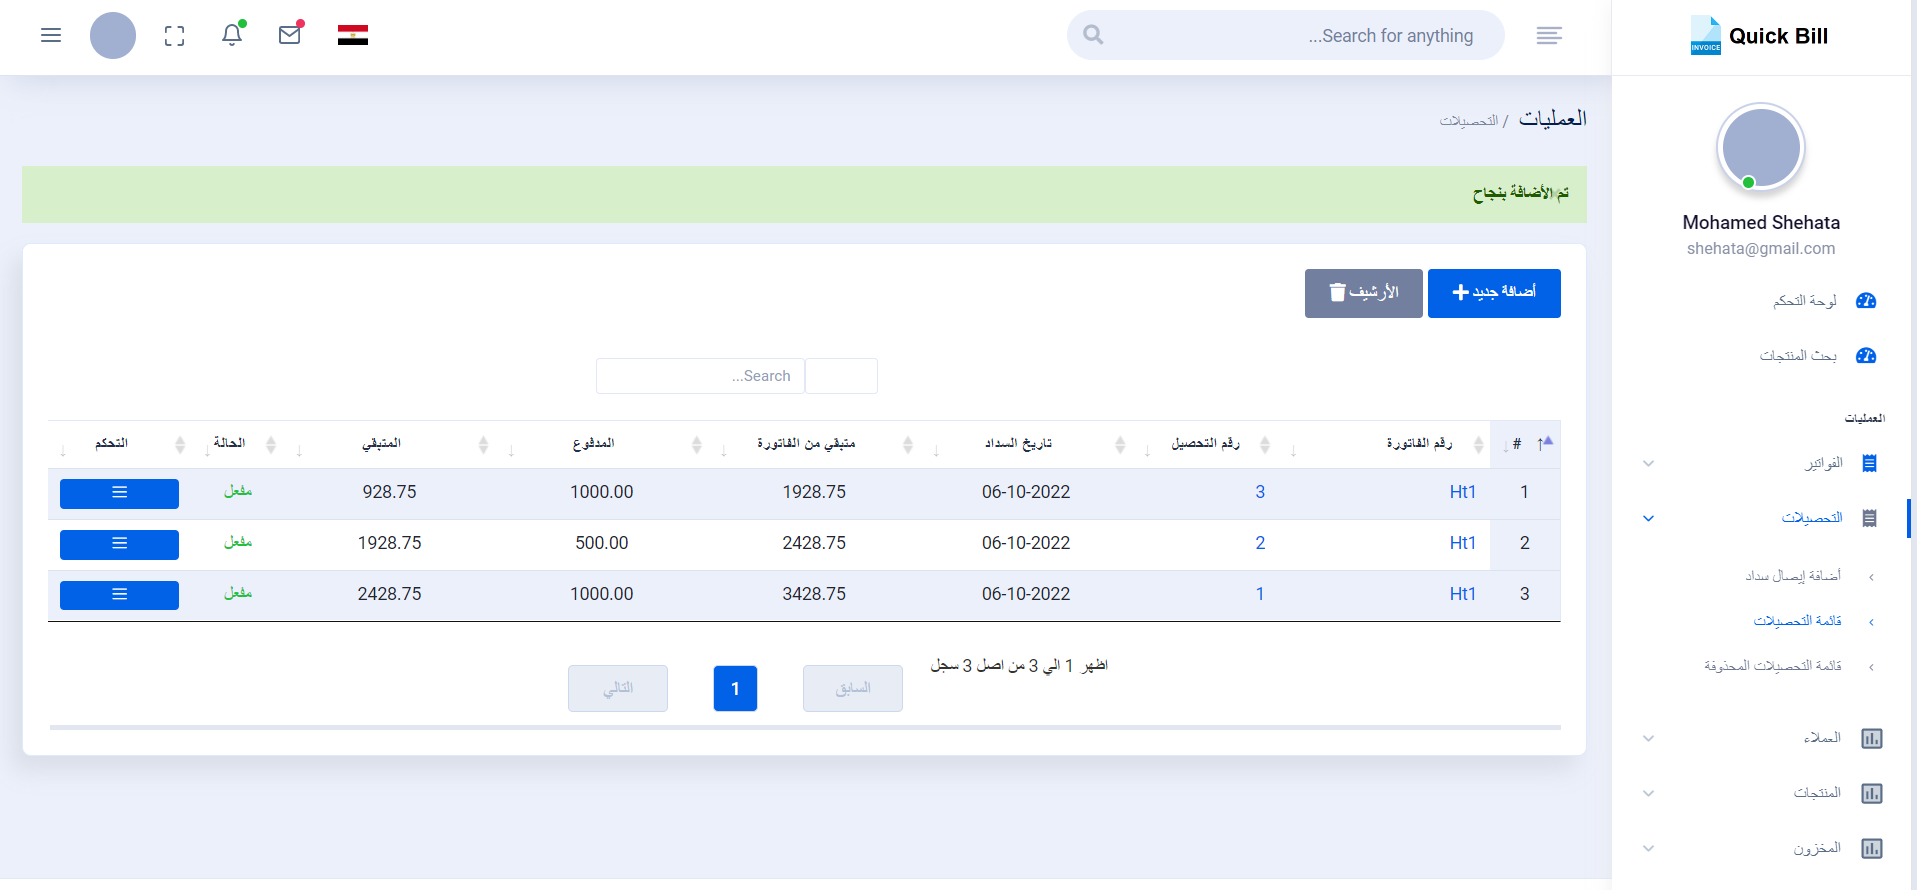 Search for anything...
INVOICE
Quick Bill
العمليات / التحصيلات
تم الأضافة بنجاح
أضافة جديد
الأرشيف
Search...
# رقم الفاتورة رقم التحصيل تاريخ السداد متبقي من الفاتورة المدفوع المتبقي الحالة التحكم
1 Ht1 3 06-10-2022 1928.75 1000.00 928.75 مفعل
2 Ht1 2 06-10-2022 2428.75 500.00 1928.75 مفعل
3 Ht1 1 06-10-2022 3428.75 1000.00 2428.75 مفعل
اظهر 1 الي 3 من اصل 3 سجل
السابق 1 التالي
Mohamed Shehata
shehata@gmail.com
لوحة التحكم
بحث المنتجات
العمليات
الفواتير
التحصيلات
أضافة إيصال سداد
قائمة التحصيلات
قائمة التحصيلات المحذوفة
العملاء
المنتجات
المخزون